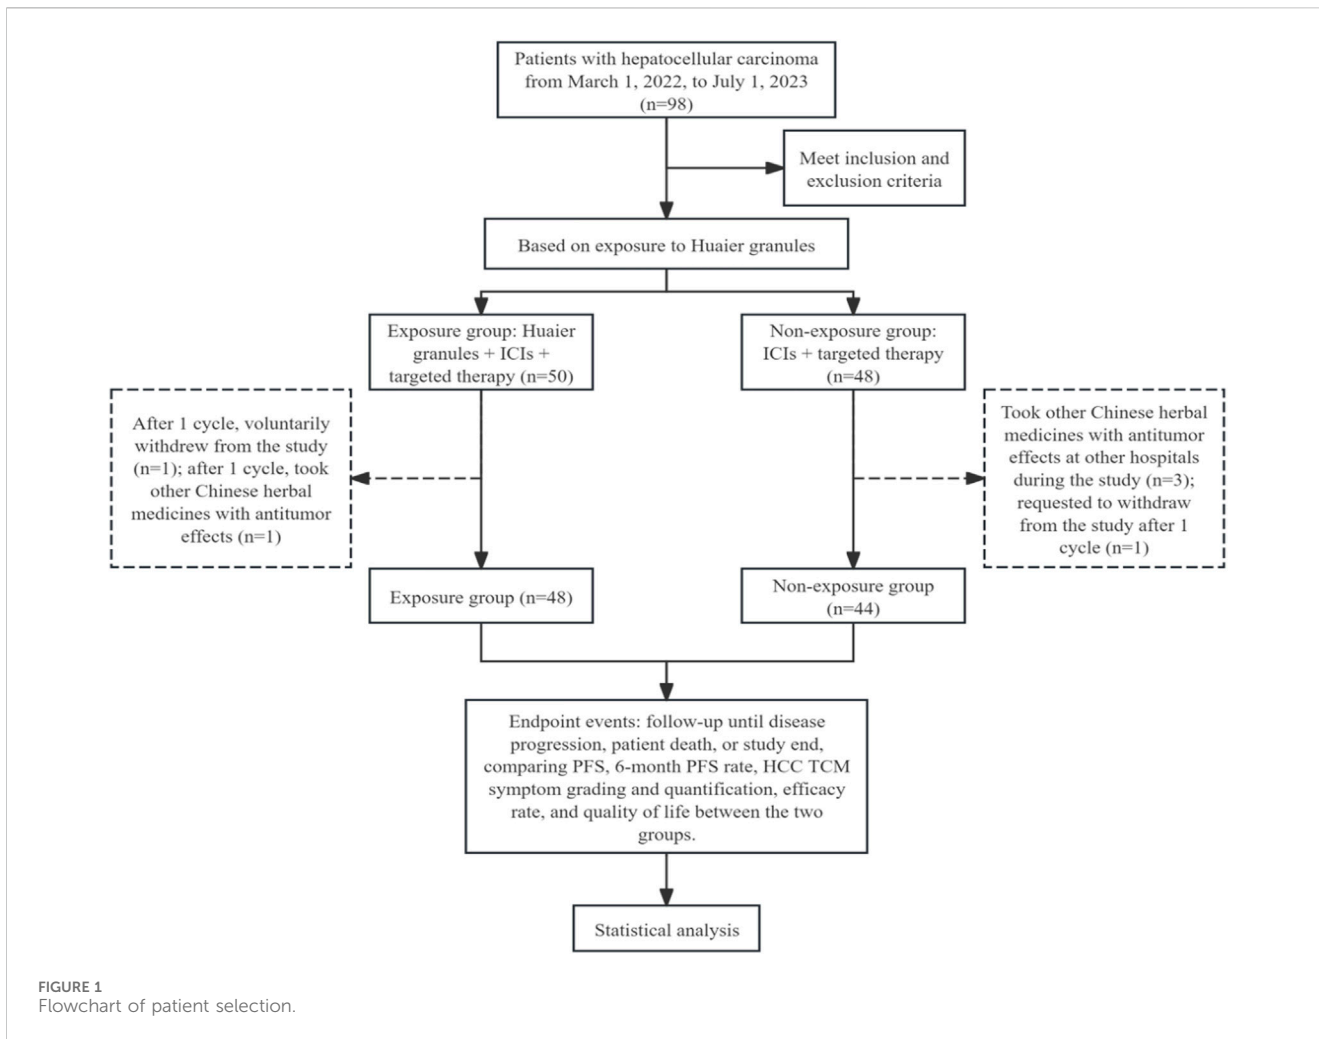 Patients with hepatocellular carcinoma
from March 1, 2022, to July 1, 2023
(n=98)
Meet inclusion and
exclusion criteria
Based on exposure to Huaier granules
Exposure group: Huaier
granules + ICIs +
targeted therapy (n=50)
Non-exposure group:
ICIs + targeted therapy
(n=48)
After 1 cycle, voluntarily
withdrew from the study
(n=1); after 1 cycle, took
other Chinese herbal
medicines with antitumor
effects (n=1)
Took other Chinese herbal
medicines with antitumor
effects at other hospitals
during the study (n=3);
requested to withdraw
from the study after 1
cycle (n=1)
Exposure group (n=48)
Non-exposure group
(n=44)
Endpoint events: follow-up until disease
progression, patient death, or study end,
comparing PFS, 6-month PFS rate, HCC TCM
symptom grading and quantification, efficacy
rate, and quality of life between the two
groups.
Statistical analysis
FIGURE 1
Flowchart of patient selection.